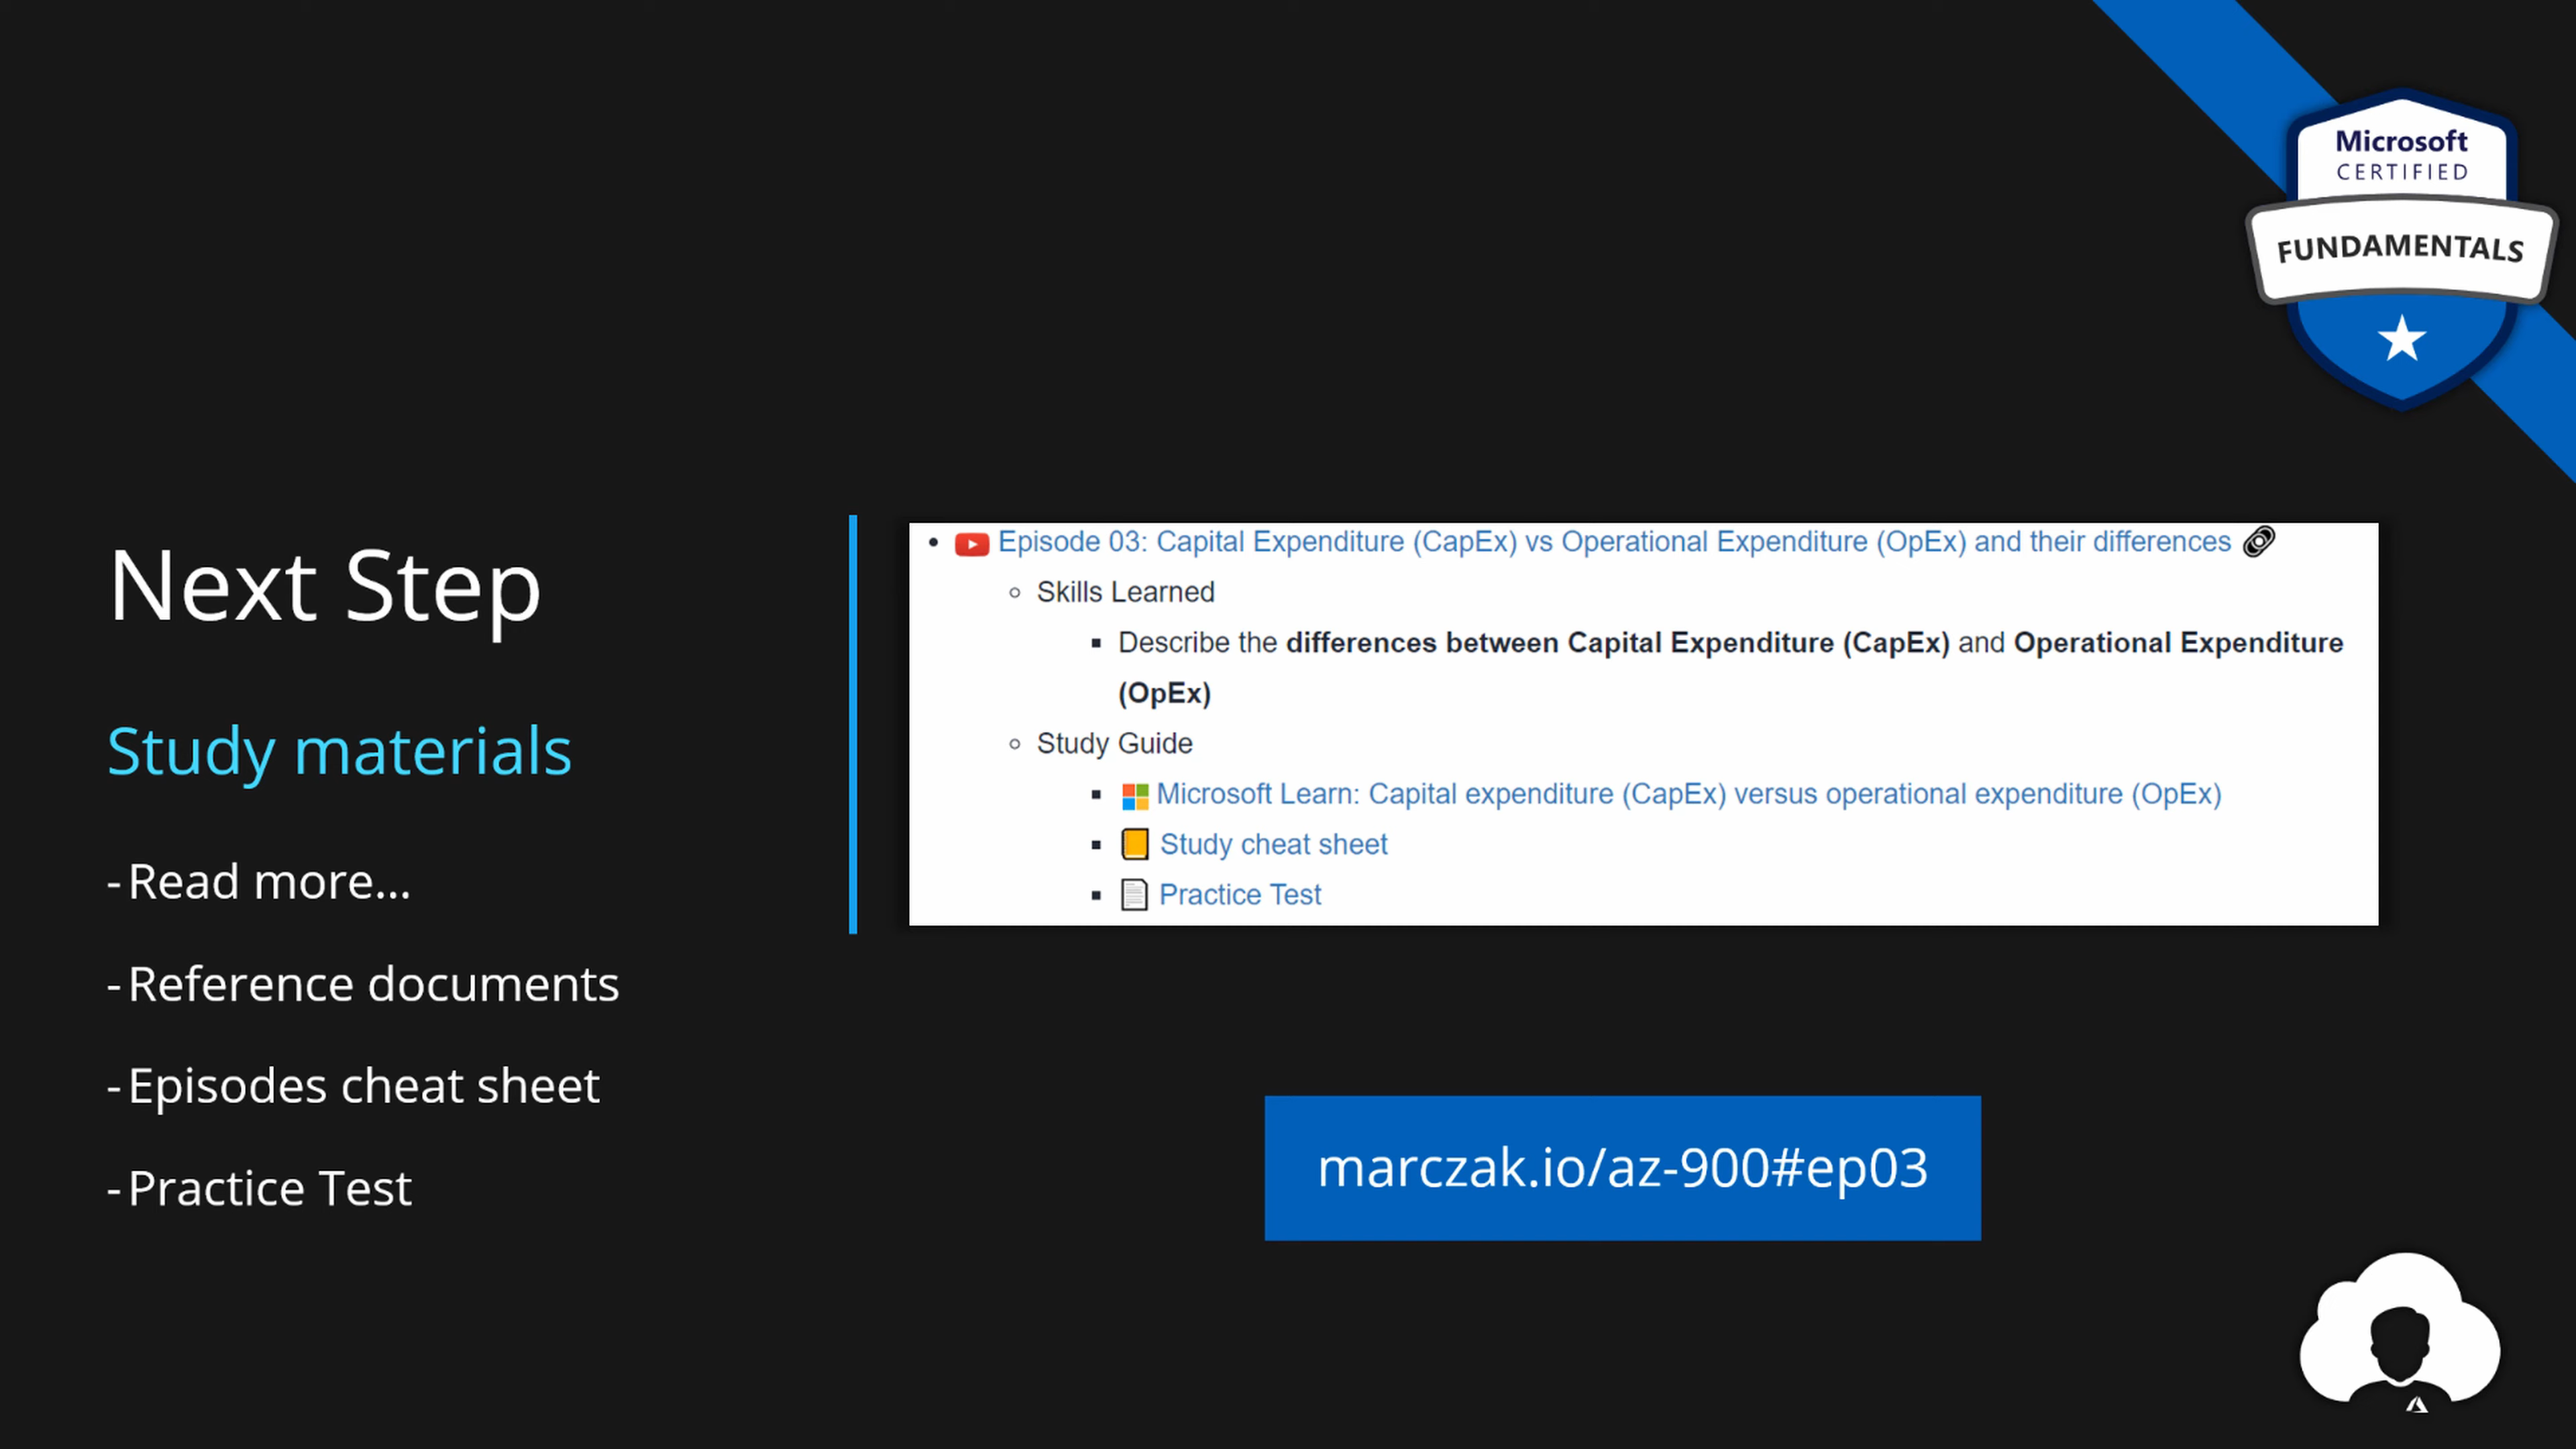 Microsoft
CERTIFIED
FUNDAMENTALS
Next Step
Study materials
-Read more...
-Reference documents
-Episodes cheat sheet
-Practice Test
• Episode 03: Capital Expenditure (CapEx) vs Operational Expenditure (OpEx) and their differences
◦ Skills Learned
▪ Describe the differences between Capital Expenditure (CapEx) and Operational Expenditure
(OpEx)
◦ Study Guide
▪ Microsoft Learn: Capital expenditure (CapEx) versus operational expenditure (OpEx)
▪ Study cheat sheet
▪ Practice Test
marczak.io/az-900#ep03